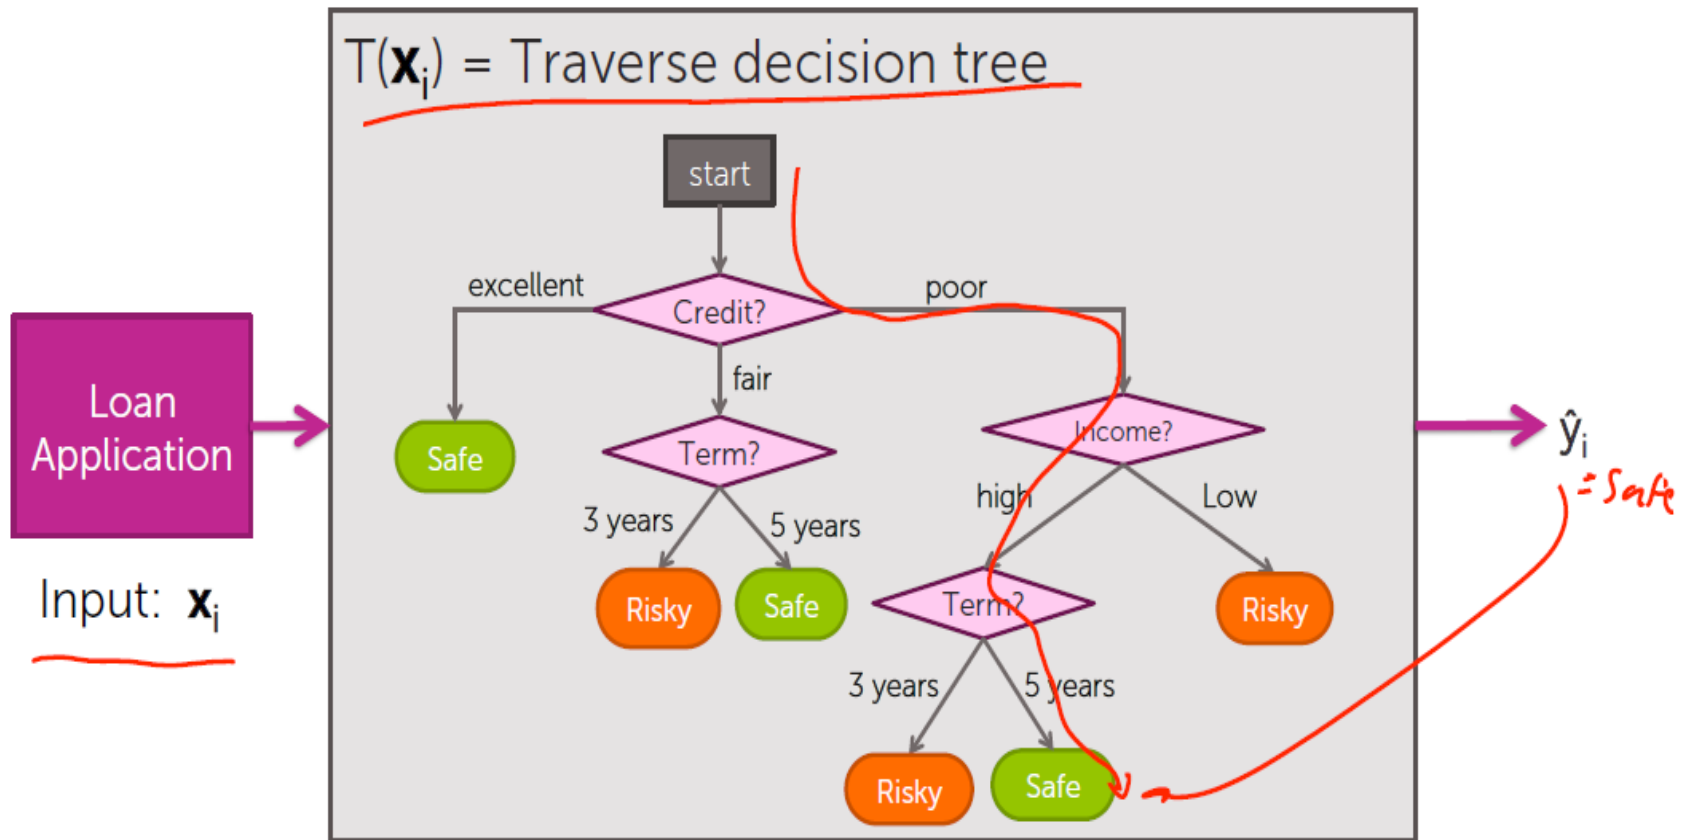 T(xᵢ) = Traverse decision tree
start
excellent
poor
Credit?
fair
Loan
Application
Safe
Term?
Income?
ŷᵢ
= Safe
high
Low
3 years
5 years
Input: xᵢ
Risky
Safe
Term?
Risky
3 years
5 years
Risky
Safe